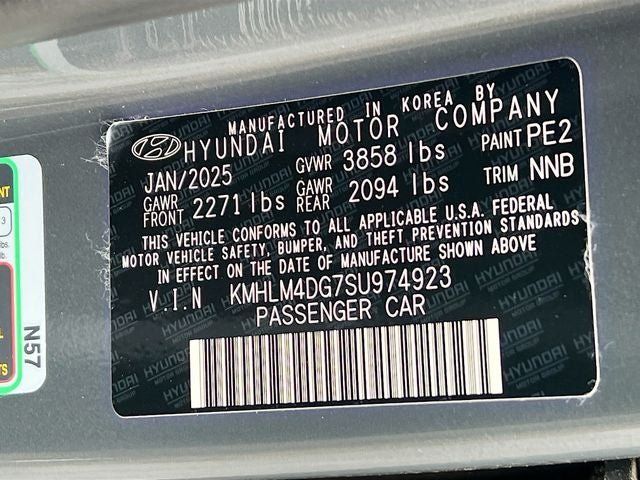 MANUFACTURED IN KOREA BY
HYUNDAI MOTOR COMPANY
JAN/2025 GVWR 3858 lbs PAINT PE2
GAWR FRONT 2271 lbs GAWR REAR 2094 lbs TRIM NNB
THIS VEHICLE CONFORMS TO ALL APPLICABLE U.S.A. FEDERAL
MOTOR VEHICLE SAFETY, BUMPER, AND THEFT PREVENTION STANDARDS
IN EFFECT ON THE DATE OF MANUFACTURE SHOWN ABOVE
V.I.N KMHLM4DG7SU974923
PASSENGER CAR
N57